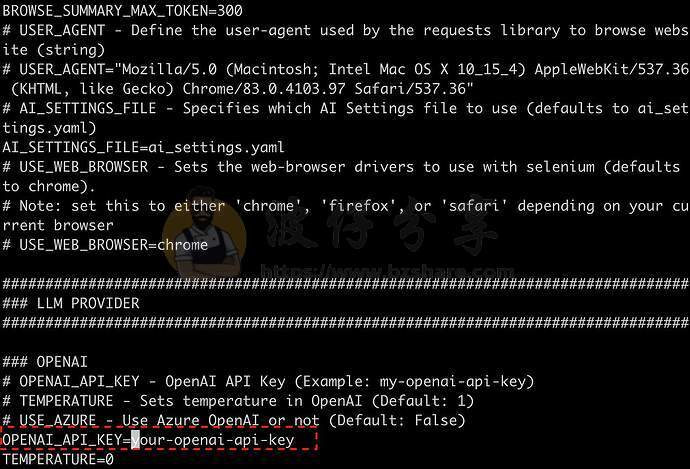 BROWSE_SUMMARY_MAX_TOKEN=300
# USER_AGENT - Define the user-agent used by the requests library to browse webs
ite (string)
# USER_AGENT="Mozilla/5.0 (Macintosh; Intel Mac OS X 10_15_4) AppleWebKit/537.36
(KHTML, like Gecko) Chrome/83.0.4103.97 Safari/537.36"
# AI_SETTINGS_FILE - Specifies which AI Settings file to use (defaults to ai_set
tings.yaml)
AI_SETTINGS_FILE=ai_settings.yaml
# USE_WEB_BROWSER - Sets the web-browser drivers to use with selenium (defaults
to chrome).
# Note: set this to either 'chrome', 'firefox', or 'safari' depending on your cu
rrent browser
# USE_WEB_BROWSER=chrome
波仔分享
https://www.bzshare.com
################################################################################
### LLM PROVIDER
################################################################################
### OPENAI
# OPENAI_API_KEY - OpenAI API Key (Example: my-openai-api-key)
# TEMPERATURE - Sets temperature in OpenAI (Default: 1)
# USE_AZURE - Use Azure OpenAI or not (Default: False)
OPENAI_API_KEY=your-openai-api-key
TEMPERATURE=0